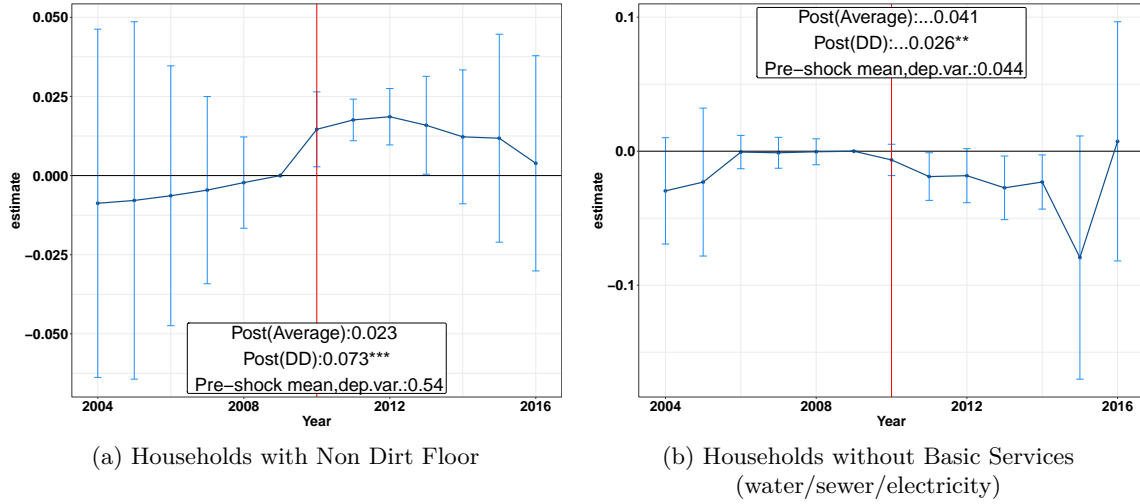 0.050
0.025
0.000
−0.025
−0.050
estimate
Post(Average):0.023
Post(DD):0.073***
Pre−shock mean,dep.var.:0.54
2004
2008
2012
2016
Year
(a) Households with Non Dirt Floor
0.1
0.0
−0.1
estimate
Post(Average):...0.041
Post(DD):...0.026**
Pre−shock mean,dep.var.:0.044
2004
2008
2012
2016
Year
(b) Households without Basic Services
(water/sewer/electricity)